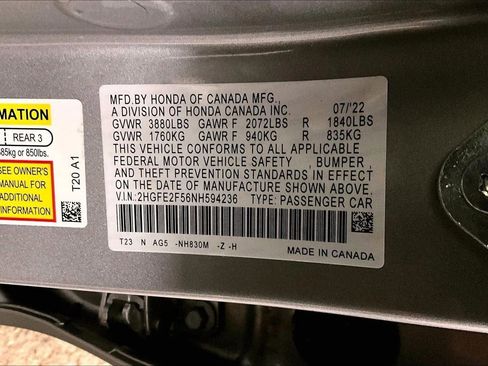 MFD.BY HONDA OF CANADA MFG.,
A DIVISION OF HONDA CANADA INC. 07/'22
GVWR 3880LBS GAWR F 2072LBS R 1840LBS
GVWR 1760KG GAWR F 940KG R 835KG
THIS VEHICLE CONFORMS TO ALL APPLICABLE
FEDERAL MOTOR VEHICLE SAFETY , BUMPER,
AND THEFT PREVENTION STANDARDS IN EFFECT
ON THE DATE OF MANUFACTURE SHOWN ABOVE.
V.I.N:2HGFE2F56NH594236 TYPE: PASSENGER CAR
T23 N AG5 -NH830M -Z -H
MADE IN CANADA
REAR 3
or 850lbs.
SEE OWNER'S
MANUAL FOR
ADDITIONAL
T20 A1